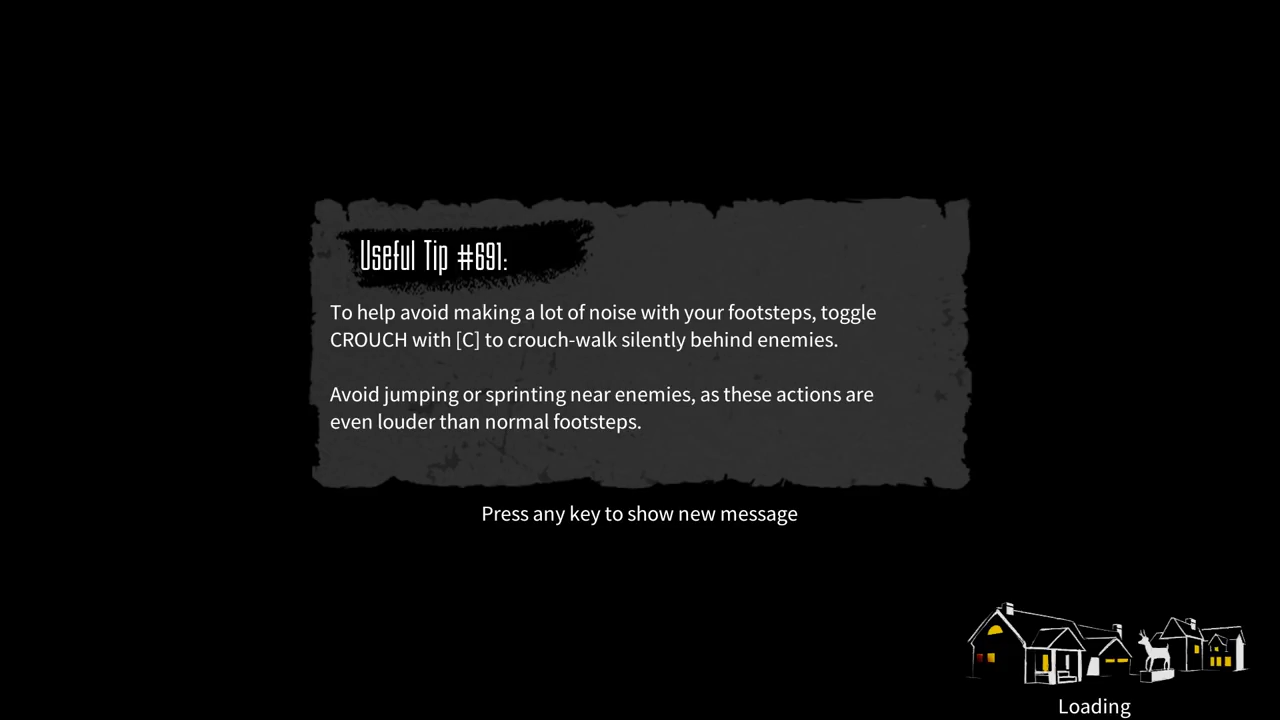 Useful Tip #691:
To help avoid making a lot of noise with your footsteps, toggle
CROUCH with [C] to crouch-walk silently behind enemies.
Avoid jumping or sprinting near enemies, as these actions are
even louder than normal footsteps.
Press any key to show new message
Loading